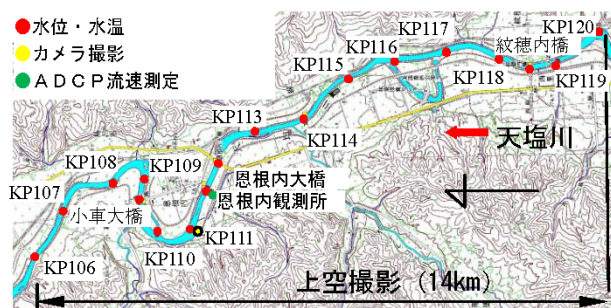 水位・水温
カメラ撮影
ＡＤＣＰ流速測定
KP120
紋穂内橋
KP117
KP116
KP115
KP118
KP119
KP113
KP114
天塩川
KP108
KP109
恩根内大橋
恩根内観測所
KP107
小車大橋
KP111
KP110
KP106
上空撮影（14km）